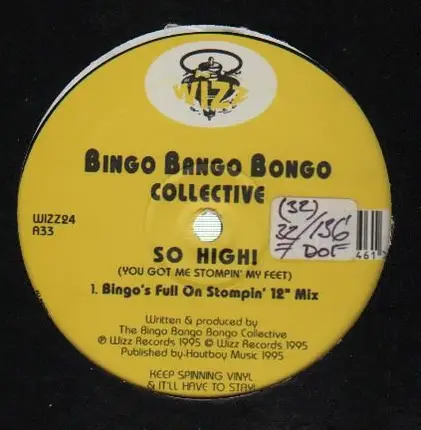 WIZZ
BINGO BANGO BONGO
COLLECTIVE
WIZZ24
A33
(32)
32/136
7 DOF
461
SO HIGH!
(YOU GOT ME STOMPIN' MY FEET)
1. Bingo's Full On Stompin' 12" Mix
Written & produced by
The Bingo Bango Bongo Collective
℗ Wizz Records 1995 © Wizz Records 1995
Published by Hautboy Music 1995
KEEP SPINNING VINYL
& IT'LL HAVE TO STAY!